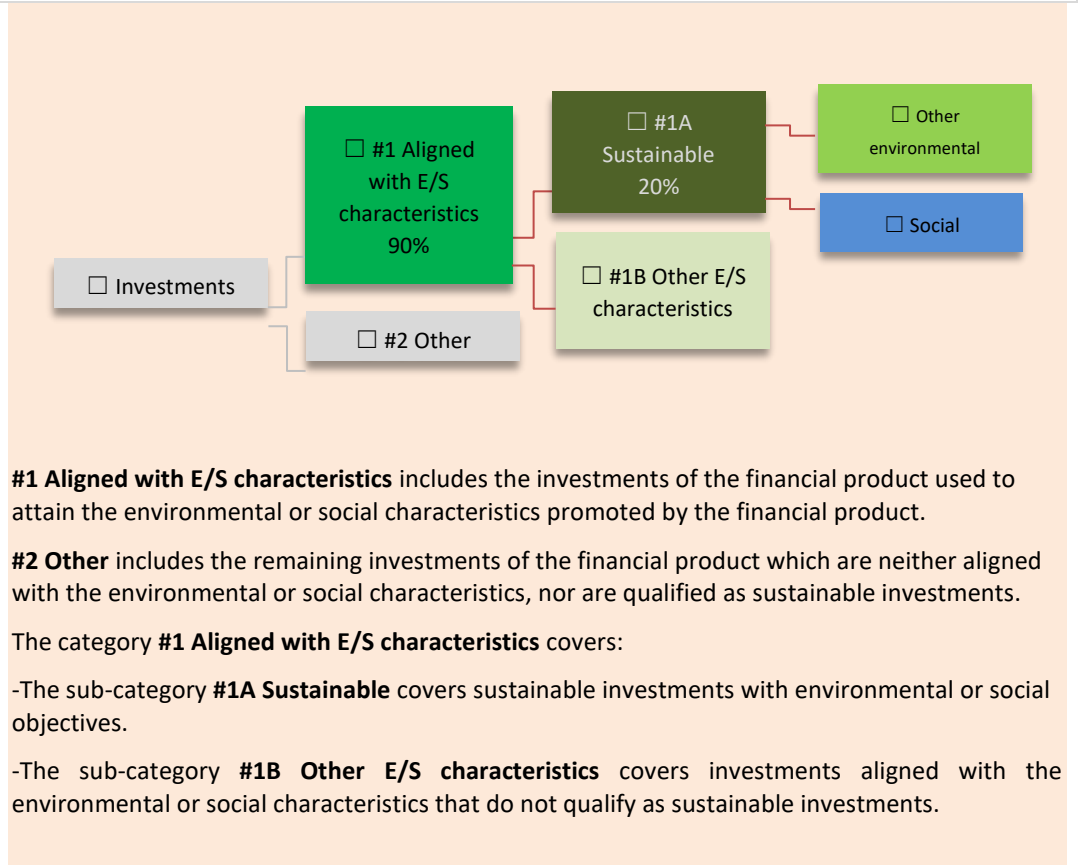 ☐ Investments
☐ #1 Aligned
with E/S
characteristics
90%
☐ #2 Other
☐ #1A
Sustainable
20%
☐ #1B Other E/S
characteristics
☐ Other
environmental
☐ Social
#1 Aligned with E/S characteristics includes the investments of the financial product used to
attain the environmental or social characteristics promoted by the financial product.
#2 Other includes the remaining investments of the financial product which are neither aligned
with the environmental or social characteristics, nor are qualified as sustainable investments.
The category #1 Aligned with E/S characteristics covers:
-The sub-category #1A Sustainable covers sustainable investments with environmental or social
objectives.
-The sub-category #1B Other E/S characteristics covers investments aligned with the
environmental or social characteristics that do not qualify as sustainable investments.